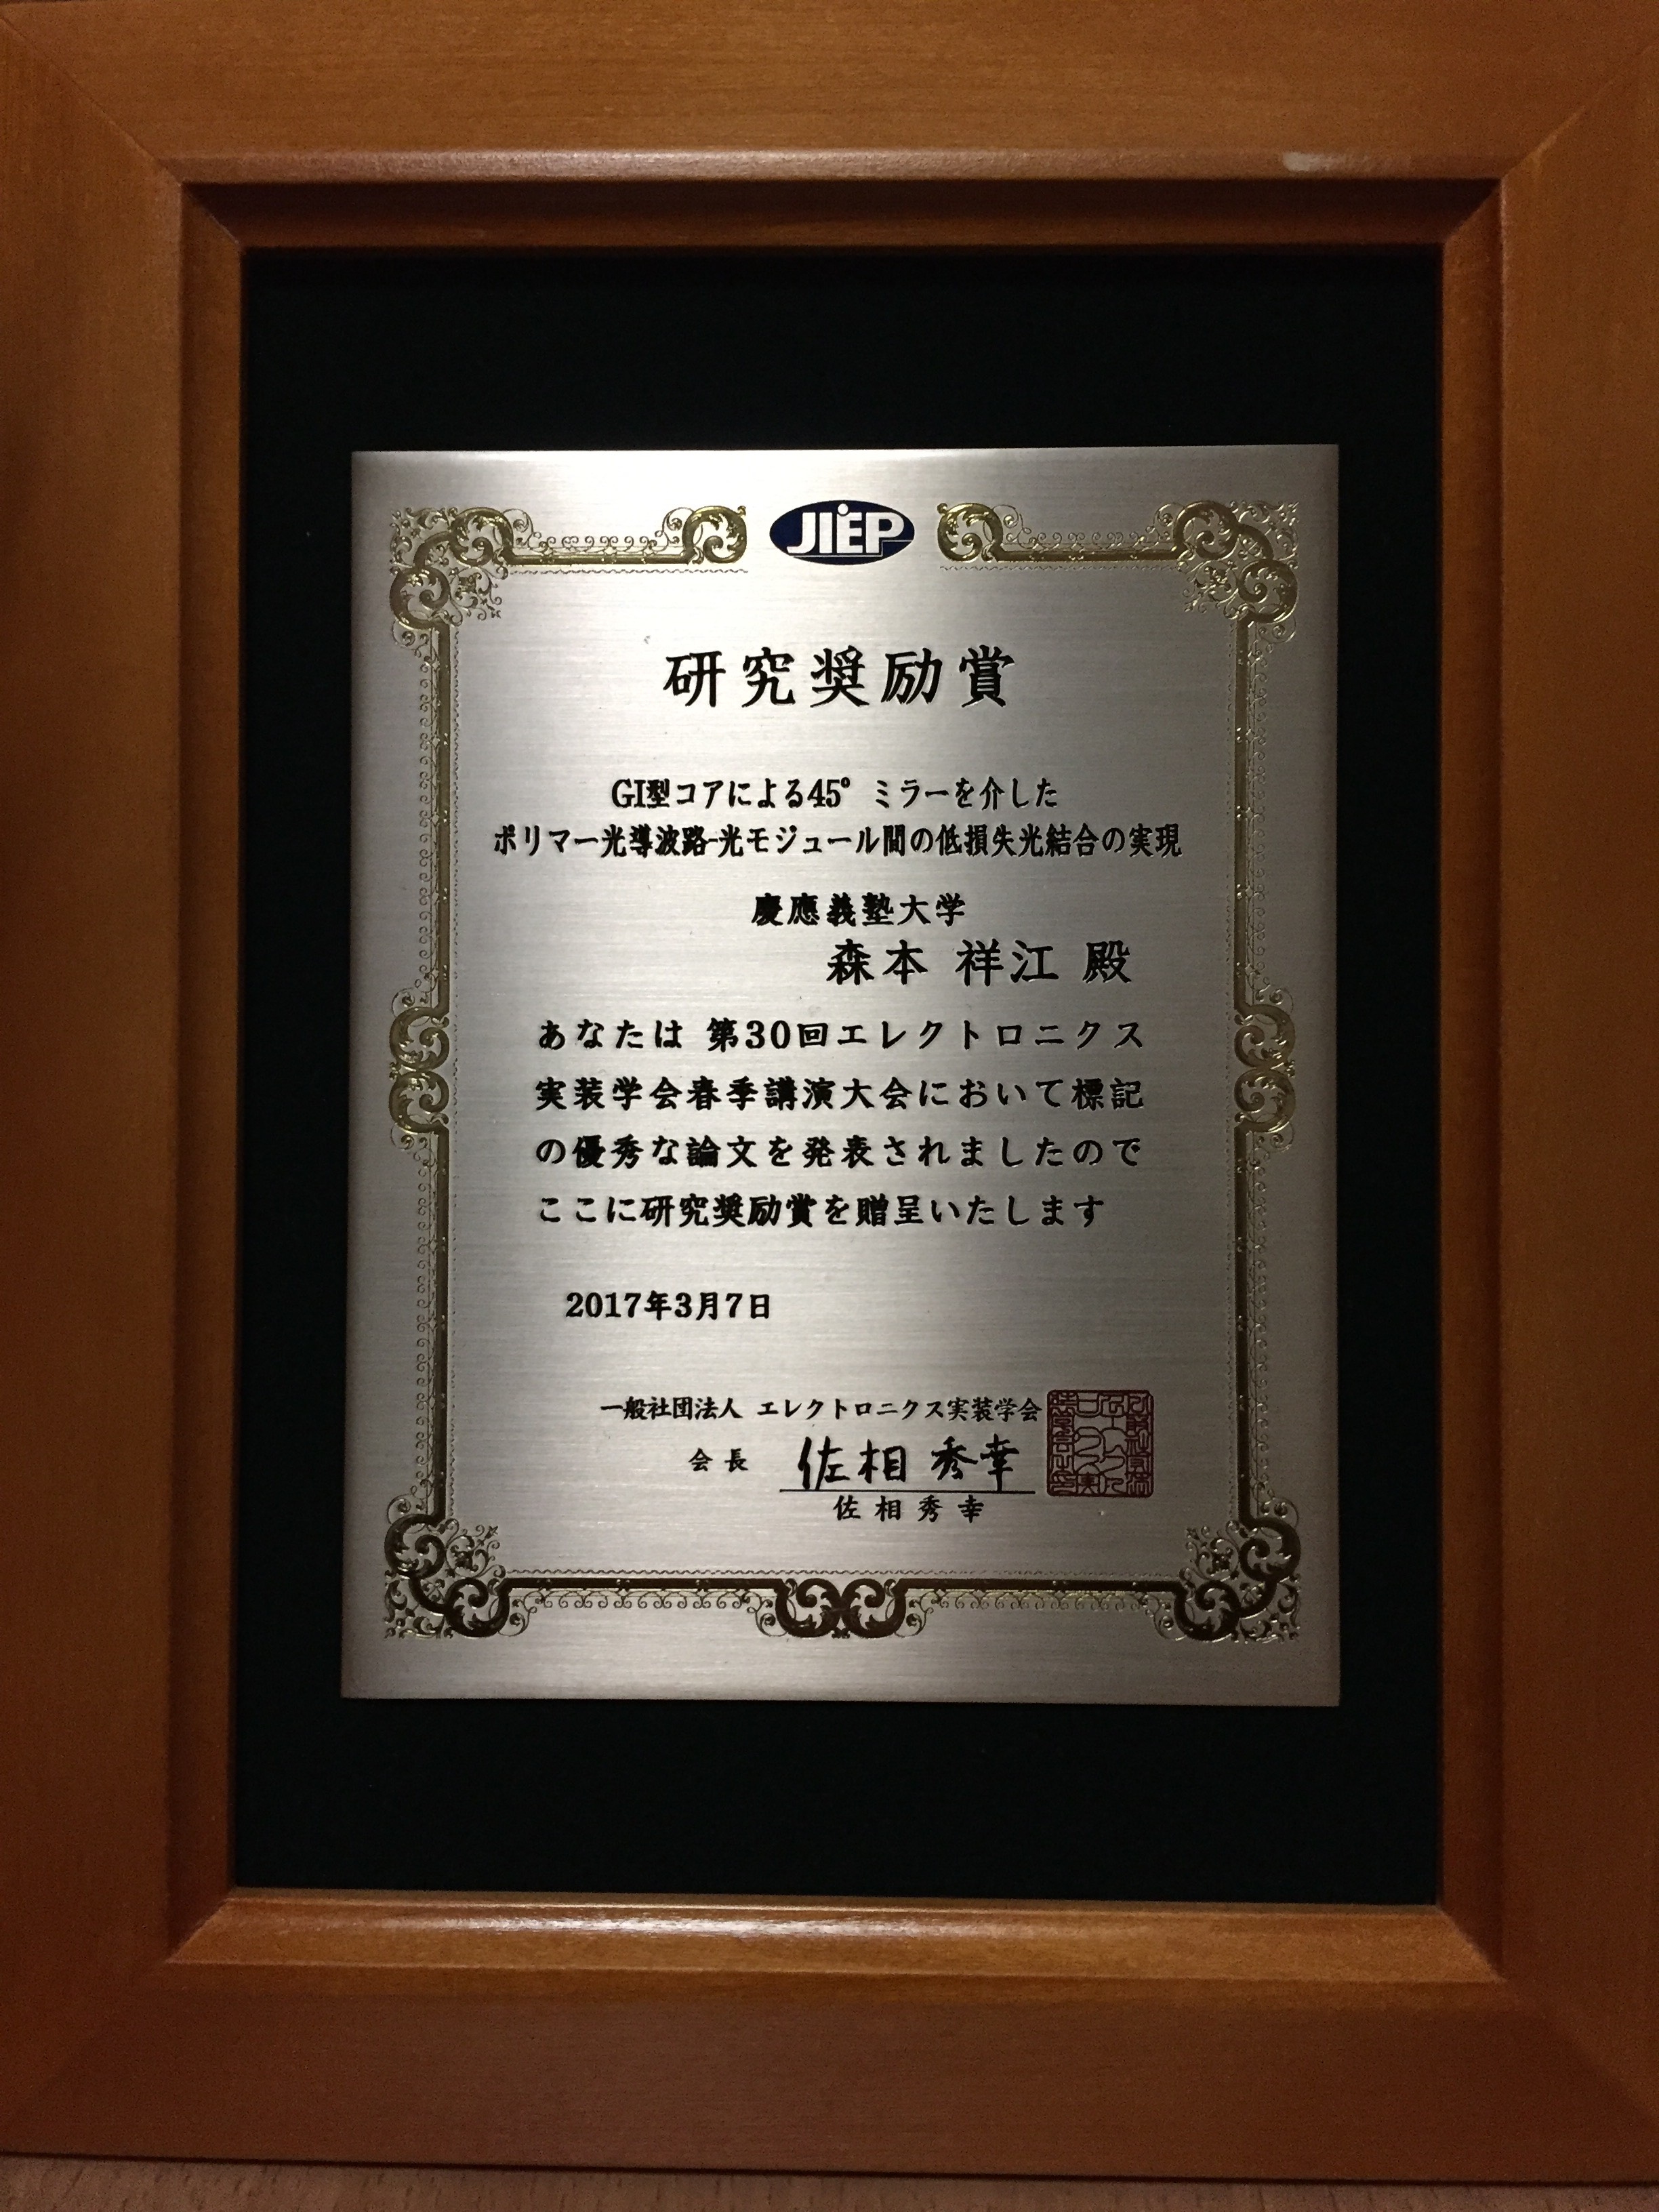 JIEP
研究奨励賞
GI型コアによる45°ミラーを介した
ポリマー光導波路-光モジュール間の低損失光結合の実現
慶應義塾大学
森本 祥江 殿
あなたは 第30回エレクトロニクス
実装学会春季講演大会において標記
の優秀な論文を発表されましたので
ここに研究奨励賞を贈呈いたします
2017年3月7日
一般社団法人 エレクトロニクス実装学会
会長 佐相 秀幸
佐相秀幸